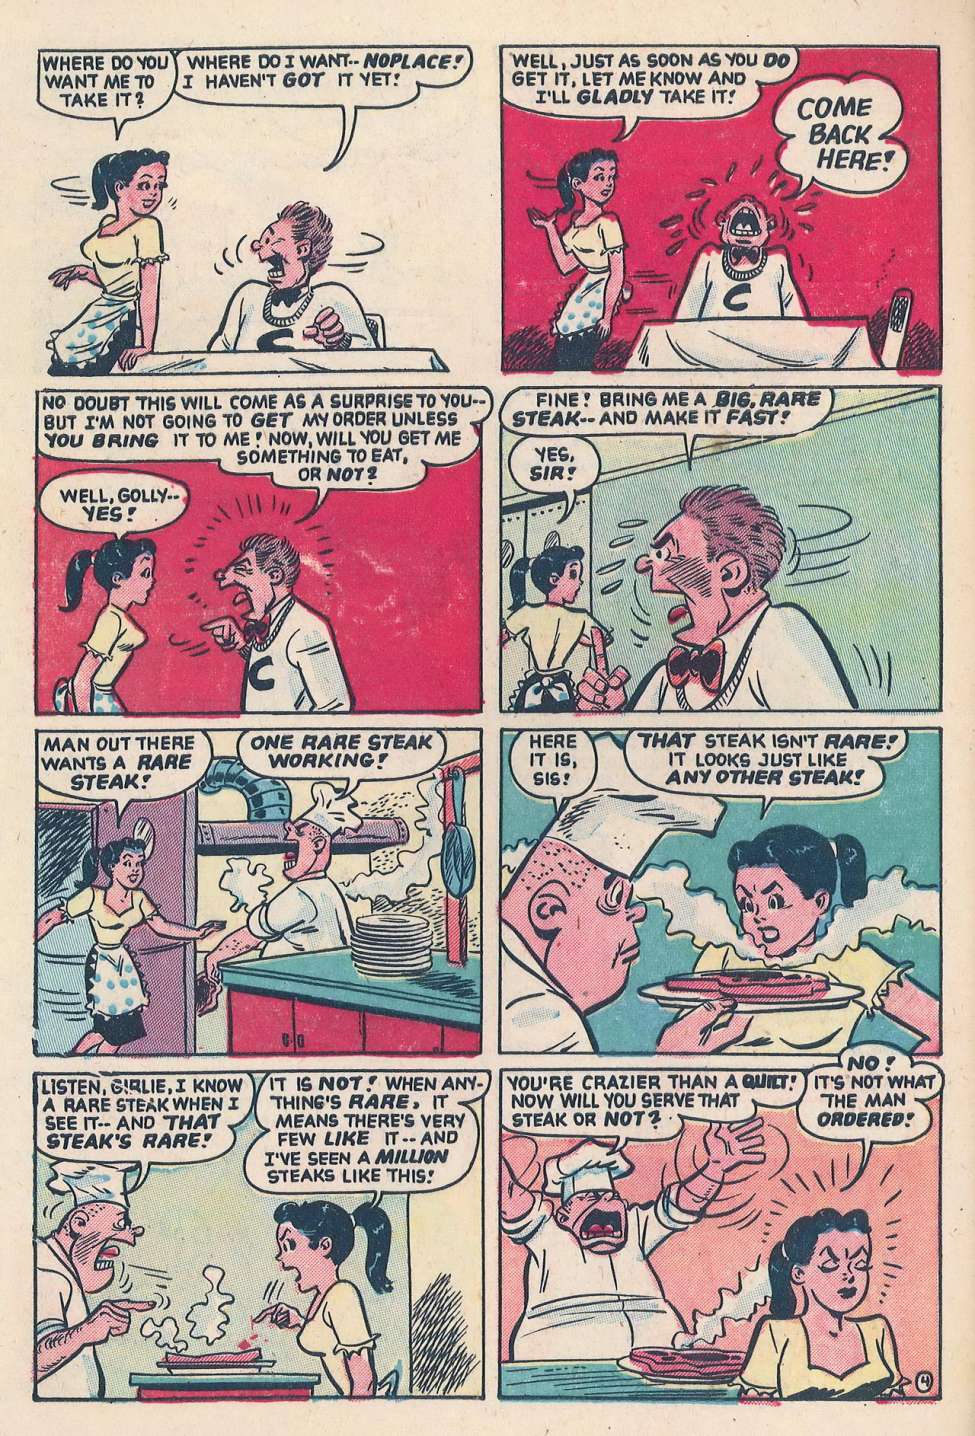 WHERE DO YOU
WANT ME TO
TAKE IT?
WHERE DO I WANT-- NOPLACE!
I HAVEN'T GOT IT YET!
WELL, JUST AS SOON AS YOU DO
GET IT, LET ME KNOW AND
I'LL GLADLY TAKE IT!
COME
BACK
HERE!
C
NO DOUBT THIS WILL COME AS A SURPRISE TO YOU--
BUT I'M NOT GOING TO GET MY ORDER UNLESS
YOU BRING IT TO ME! NOW, WILL YOU GET ME
SOMETHING TO EAT,
OR NOT?
WELL, GOLLY--
YES!
C
FINE! BRING ME A BIG, RARE
STEAK-- AND MAKE IT FAST!
YES,
SIR!
MAN OUT THERE
WANTS A RARE
STEAK!
ONE RARE STEAK
WORKING!
HERE
IT IS,
SIS!
THAT STEAK ISN'T RARE!
IT LOOKS JUST LIKE
ANY OTHER STEAK!
LISTEN, GIRLIE, I KNOW
A RARE STEAK WHEN I
SEE IT-- AND THAT
STEAK'S RARE!
IT IS NOT! WHEN ANY-
THING'S RARE, IT
MEANS THERE'S VERY
FEW LIKE IT-- AND
I'VE SEEN A MILLION
STEAKS LIKE THIS!
YOU'RE CRAZIER THAN A QUILT!
NOW WILL YOU SERVE THAT
STEAK OR NOT?
NO!
IT'S NOT WHAT
THE MAN
ORDERED!
4
C